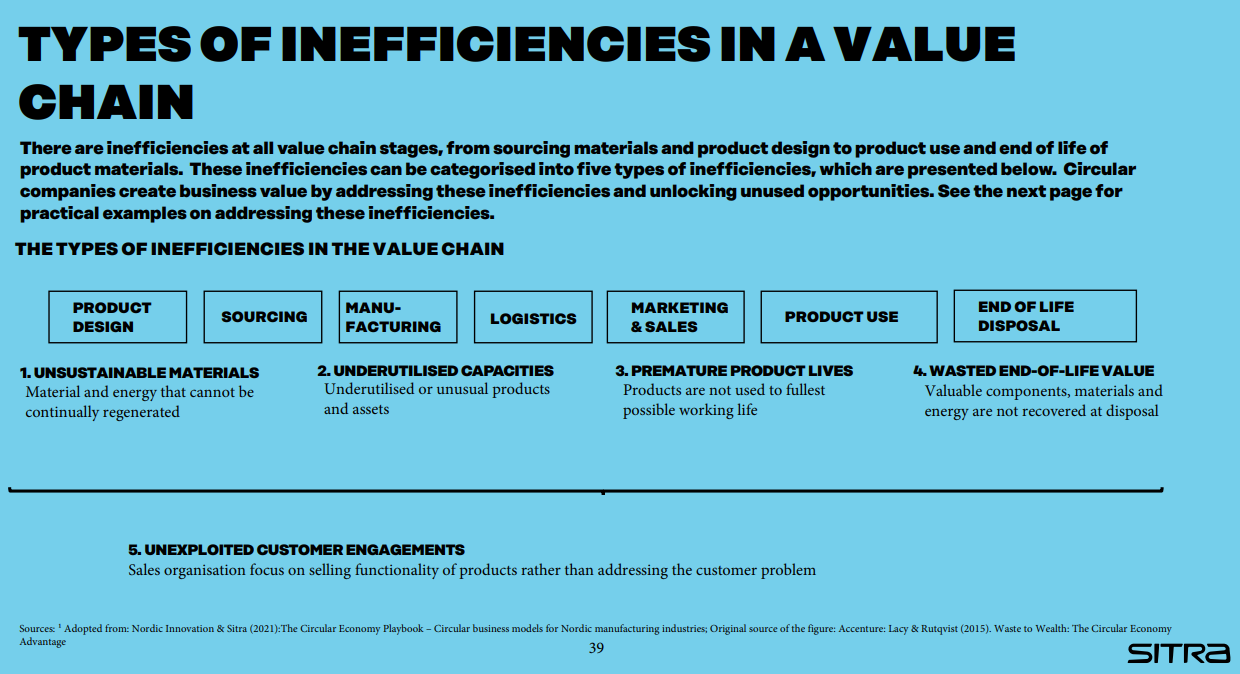 TYPES OF INEFFICIENCIES IN A VALUE
CHAIN
There are inefficiencies at all value chain stages, from sourcing materials and product design to product use and end of life of
product materials. These inefficiencies can be categorised into five types of inefficiencies, which are presented below. Circular
companies create business value by addressing these inefficiencies and unlocking unused opportunities. See the next page for
practical examples on addressing these inefficiencies.
THE TYPES OF INEFFICIENCIES IN THE VALUE CHAIN
PRODUCT
DESIGN
SOURCING
MANU-
FACTURING
LOGISTICS
MARKETING
& SALES
PRODUCT USE
END OF LIFE
DISPOSAL
1. UNSUSTAINABLE MATERIALS
Material and energy that cannot be
continually regenerated
2. UNDERUTILISED CAPACITIES
Underutilised or unusual products
and assets
3. PREMATURE PRODUCT LIVES
Products are not used to fullest
possible working life
4. WASTED END-OF-LIFE VALUE
Valuable components, materials and
energy are not recovered at disposal
5. UNEXPLOITED CUSTOMER ENGAGEMENTS
Sales organisation focus on selling functionality of products rather than addressing the customer problem
Sources: ¹ Adopted from: Nordic Innovation & Sitra (2021):The Circular Economy Playbook – Circular business models for Nordic manufacturing industries; Original source of the figure: Accenture: Lacy & Rutqvist (2015). Waste to Wealth: The Circular Economy
Advantage
39
SITRA